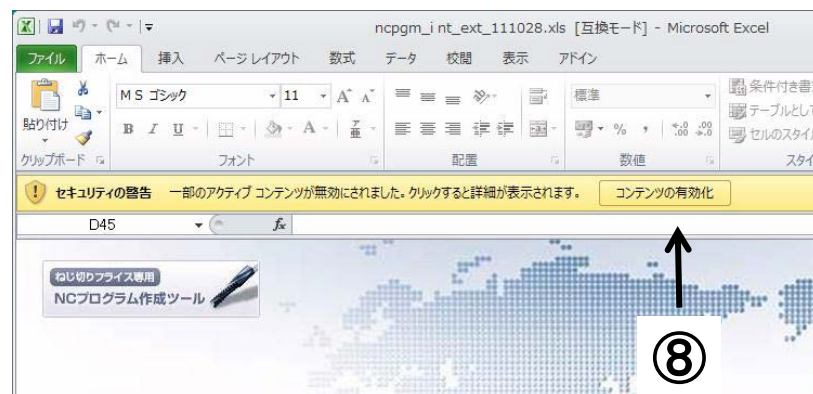 ncpgm_i nt_ext_111028.xls [互換モード] - Microsoft Excel
ファイル ホーム 挿入 ページ レイアウト 数式 データ 校閲 表示 アドイン
ＭＳ ゴシック 11 A A 標準 条件付き書
貼り付け B I U A 亜 % , .0 .00 .00 .0 テーブルとして
セルのスタイル
クリップボード フォント 配置 数値 スタイ
セキュリティの警告 一部のアクティブ コンテンツが無効にされました。クリックすると詳細が表示されます。 コンテンツの有効化
D45 fx
ねじ切りフライス専用
NCプログラム作成ツール
⑧